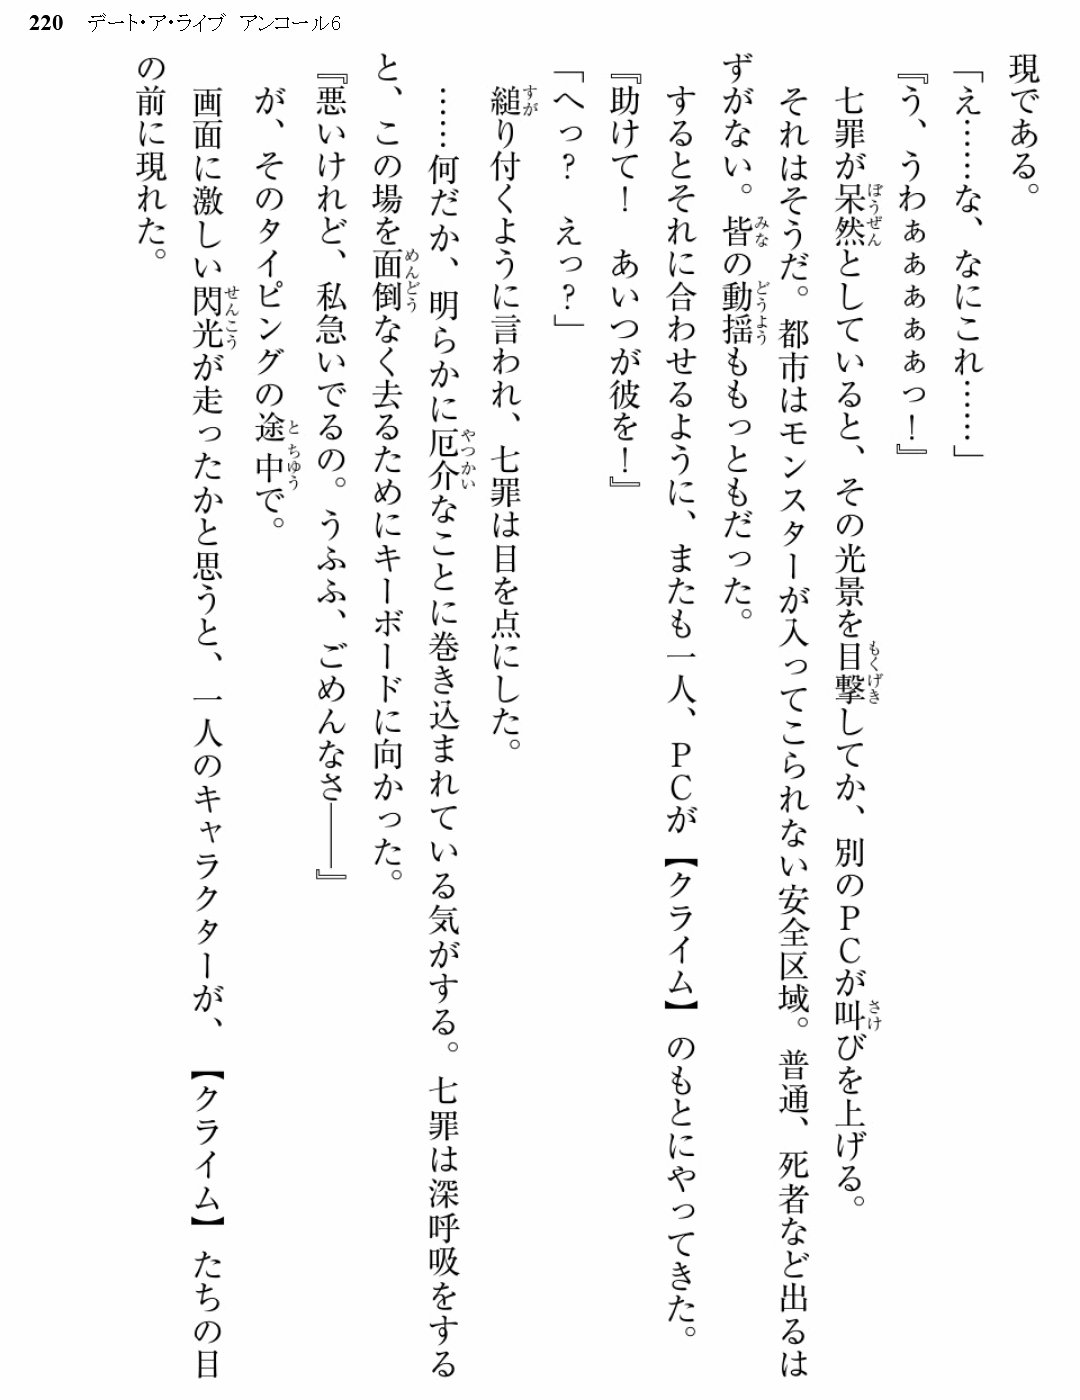 220 デート・ア・ライブ アンコール6
現である。
「え……な、なにこれ……」
『う、うわぁぁぁぁぁっ！』
七罪が呆然としていると、その光景を目撃してか、別のＰＣが叫びを上げる。
それはそうだ。都市はモンスターが入ってこられない安全区域。普通、死者など出るは
ずがない。皆の動揺ももっともだった。
するとそれに合わせるように、またも一人、ＰＣが【クライム】のもとにやってきた。
『助けて！　あいつが彼を！』
「へっ？　えっ？」
縋り付くように言われ、七罪は目を点にした。
……何だか、明らかに厄介なことに巻き込まれている気がする。七罪は深呼吸をする
と、この場を面倒なく去るためにキーボードに向かった。
『悪いけれど、私急いでるの。うふふ、ごめんなさ――』
が、そのタイピングの途中で。
画面に激しい閃光が走ったかと思うと、一人のキャラクターが、【クライム】たちの目
の前に現れた。